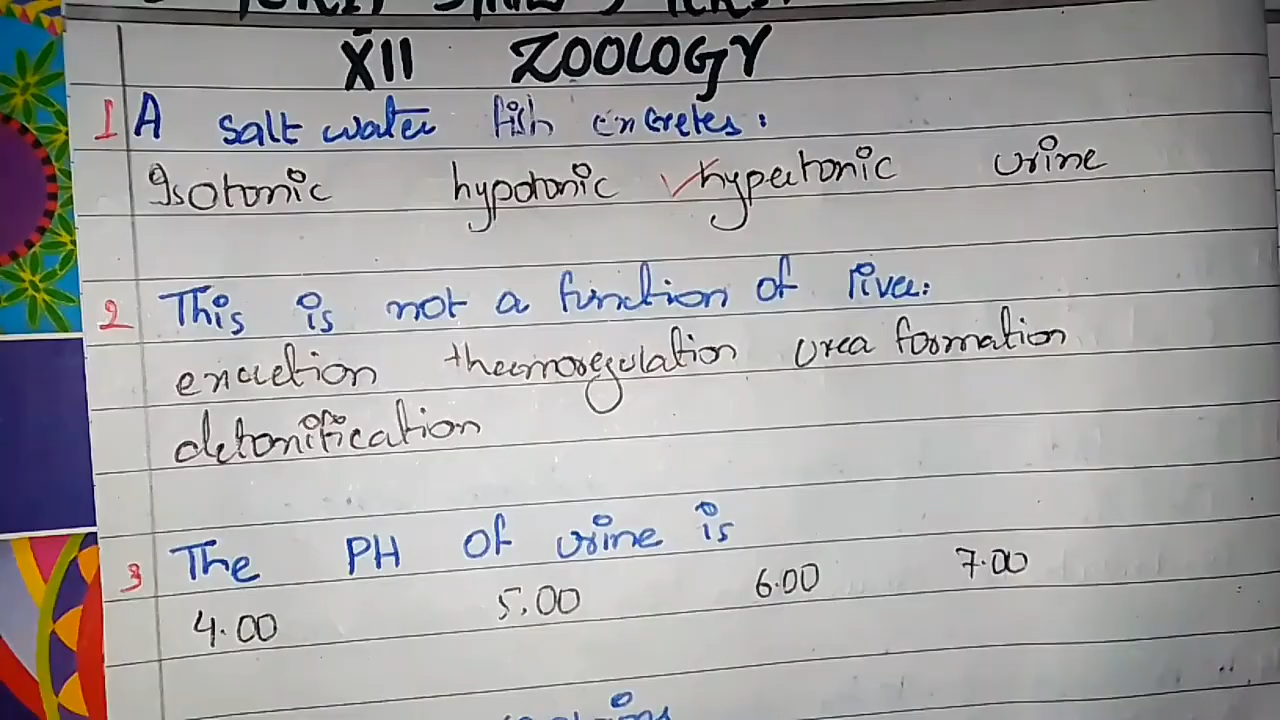 XII ZOOLOGY
1 A salt water fish excretes:
Isotonic hypotonic ✓hypertonic urine
2 This is not a function of liver:
excretion thermoregulation urea formation
detoxification
3 The PH of urine is
4.00 5.00 6.00 7.00